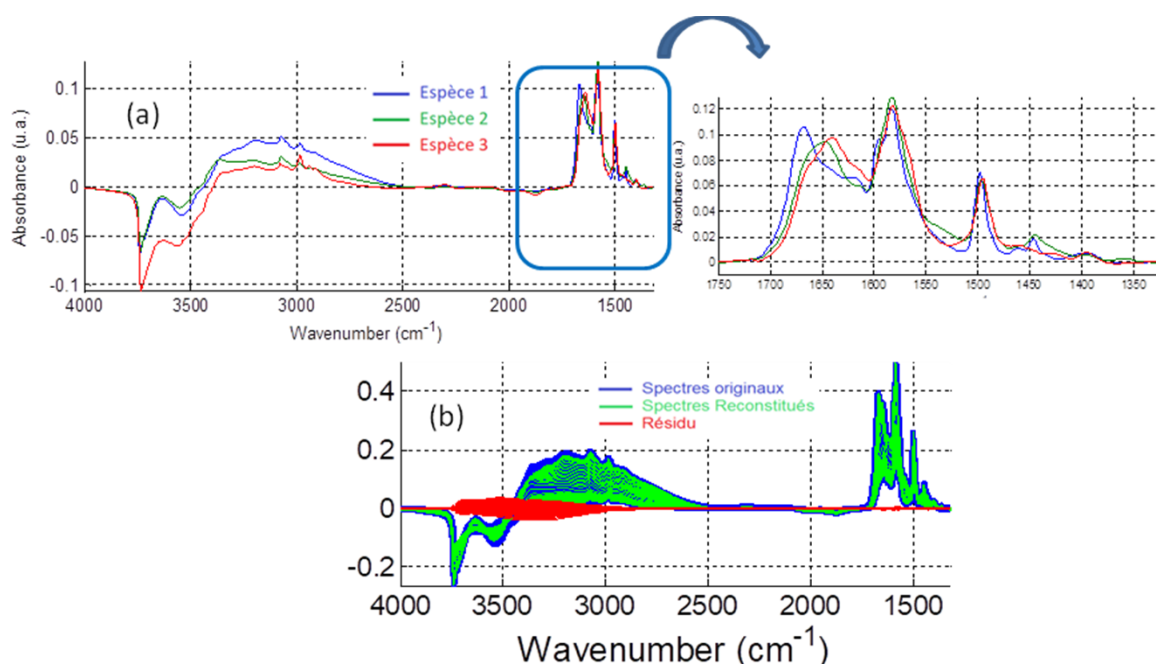 (a)
Espèce 1
Espèce 2
Espèce 3
Absorbance (u.a.)
0.1
0.05
0
-0.05
-0.1
4000 3500 3000 2500 2000 1500
Wavenumber (cm-1)
Absorbance (u.a.)
0.12
0.1
0.08
0.06
0.04
0.02
0
1750 1700 1650 1600 1550 1500 1450 1400 1350
(b)
Spectres originaux
Spectres Reconstitués
Résidu
0.4
0.2
0
-0.2
4000 3500 3000 2500 2000 1500
Wavenumber (cm-1)